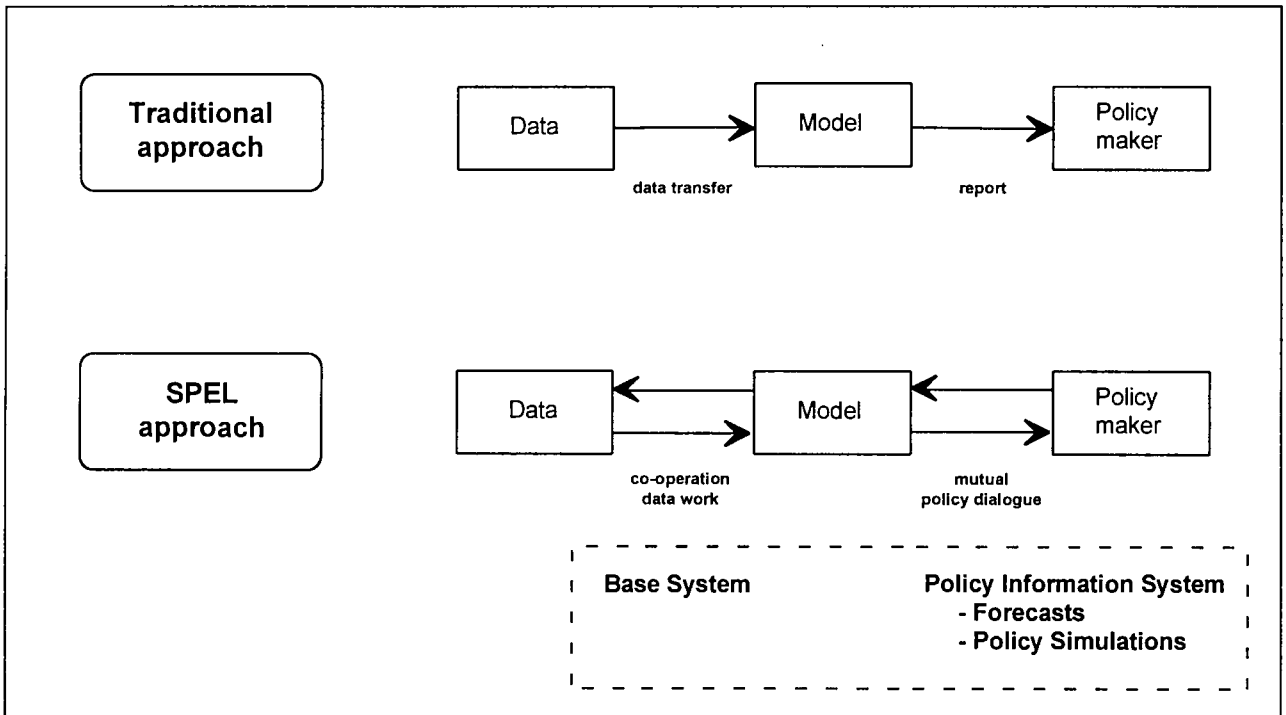 Traditional
approach
Data
Model
Policy
maker
data transfer
report
SPEL
approach
Data
Model
Policy
maker
co-operation
data work
mutual
policy dialogue
Base System
Policy Information System
- Forecasts
- Policy Simulations